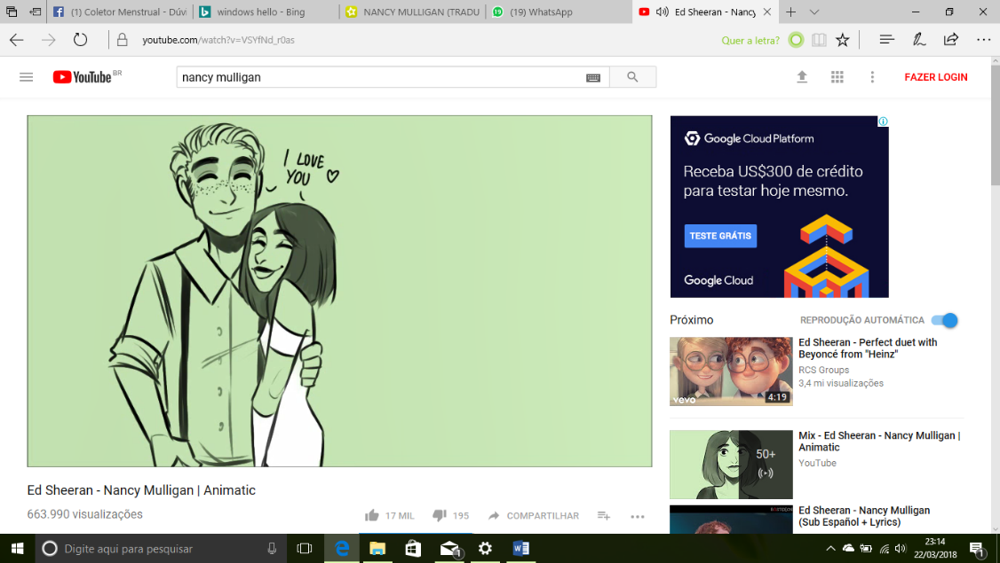 (1) Coletor Menstrual - Dúvi
windows hello - Bing
NANCY MULLIGAN (TRADU
(19) WhatsApp
Ed Sheeran - Nancy
youtube.com/watch?v=VSYfNd_r0as
Quer a letra?
YouTube BR
nancy mulligan
FAZER LOGIN
I LOVE
YOU
Google Cloud Platform
Receba US$300 de crédito
para testar hoje mesmo.
TESTE GRÁTIS
Google Cloud
Próximo
REPRODUÇÃO AUTOMÁTICA
Ed Sheeran - Perfect duet with
Beyoncé from "Heinz"
RCS Groups
3,4 mi visualizações
vevo
4:19
Mix - Ed Sheeran - Nancy Mulligan |
Animatic
YouTube
50+
Ed Sheeran - Nancy Mulligan
(Sub Español + Lyrics)
Ed Sheeran - Nancy Mulligan | Animatic
663.990 visualizações
17 MIL
195
COMPARTILHAR
Digite aqui para pesquisar
1
23:14
22/03/2018
1